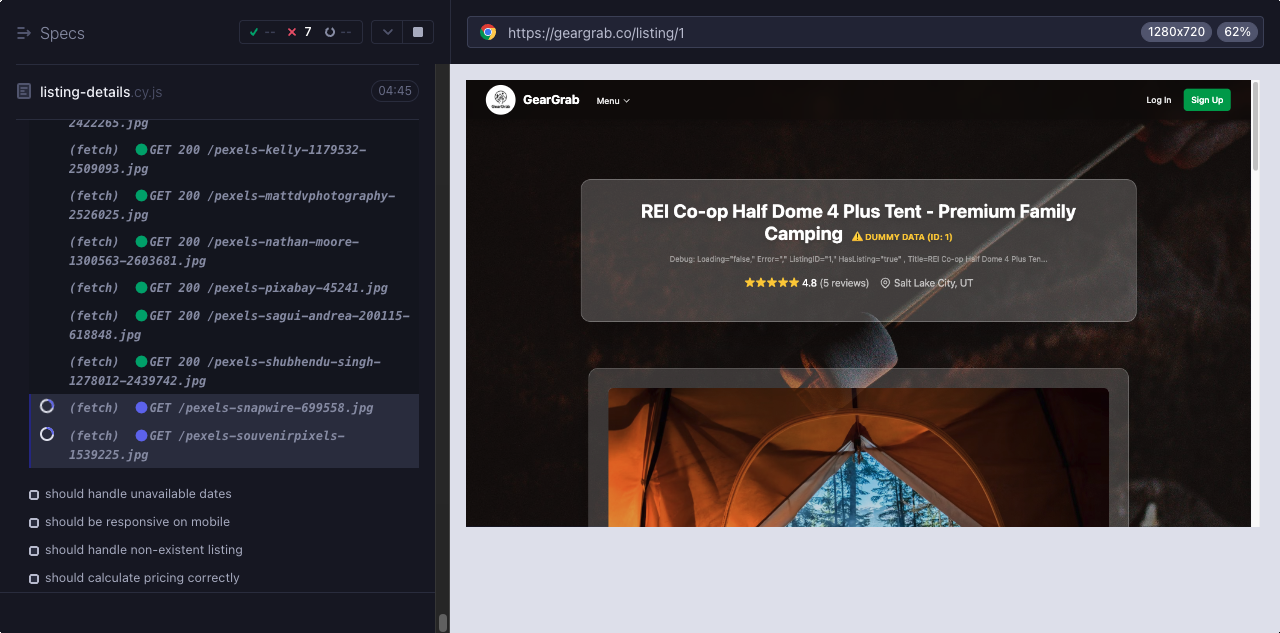 Specs
-- 7 --
listing-details.cy.js
04:45
2422265.jpg
(fetch) GET 200 /pexels-kelly-1179532-
2509093.jpg
(fetch) GET 200 /pexels-mattdvphotography-
2526025.jpg
(fetch) GET 200 /pexels-nathan-moore-
1300563-2603681.jpg
(fetch) GET 200 /pexels-pixabay-45241.jpg
(fetch) GET 200 /pexels-sagui-andrea-200115-
618848.jpg
(fetch) GET 200 /pexels-shubhendu-singh-
1278012-2439742.jpg
(fetch) GET /pexels-snapwire-699558.jpg
(fetch) GET /pexels-souvenirpixels-
1539225.jpg
should handle unavailable dates
should be responsive on mobile
should handle non-existent listing
should calculate pricing correctly
https://geargrab.co/listing/1
1280x720
62%
GearGrab
GearGrab
Menu
Log In
Sign Up
REI Co-op Half Dome 4 Plus Tent - Premium Family
Camping ⚠ DUMMY DATA (ID: 1)
Debug: Loading="false," Error="," ListingID="1," HasListing="true" , Title=REI Co-op Half Dome 4 Plus Ten...
4.8 (5 reviews) Salt Lake City, UT